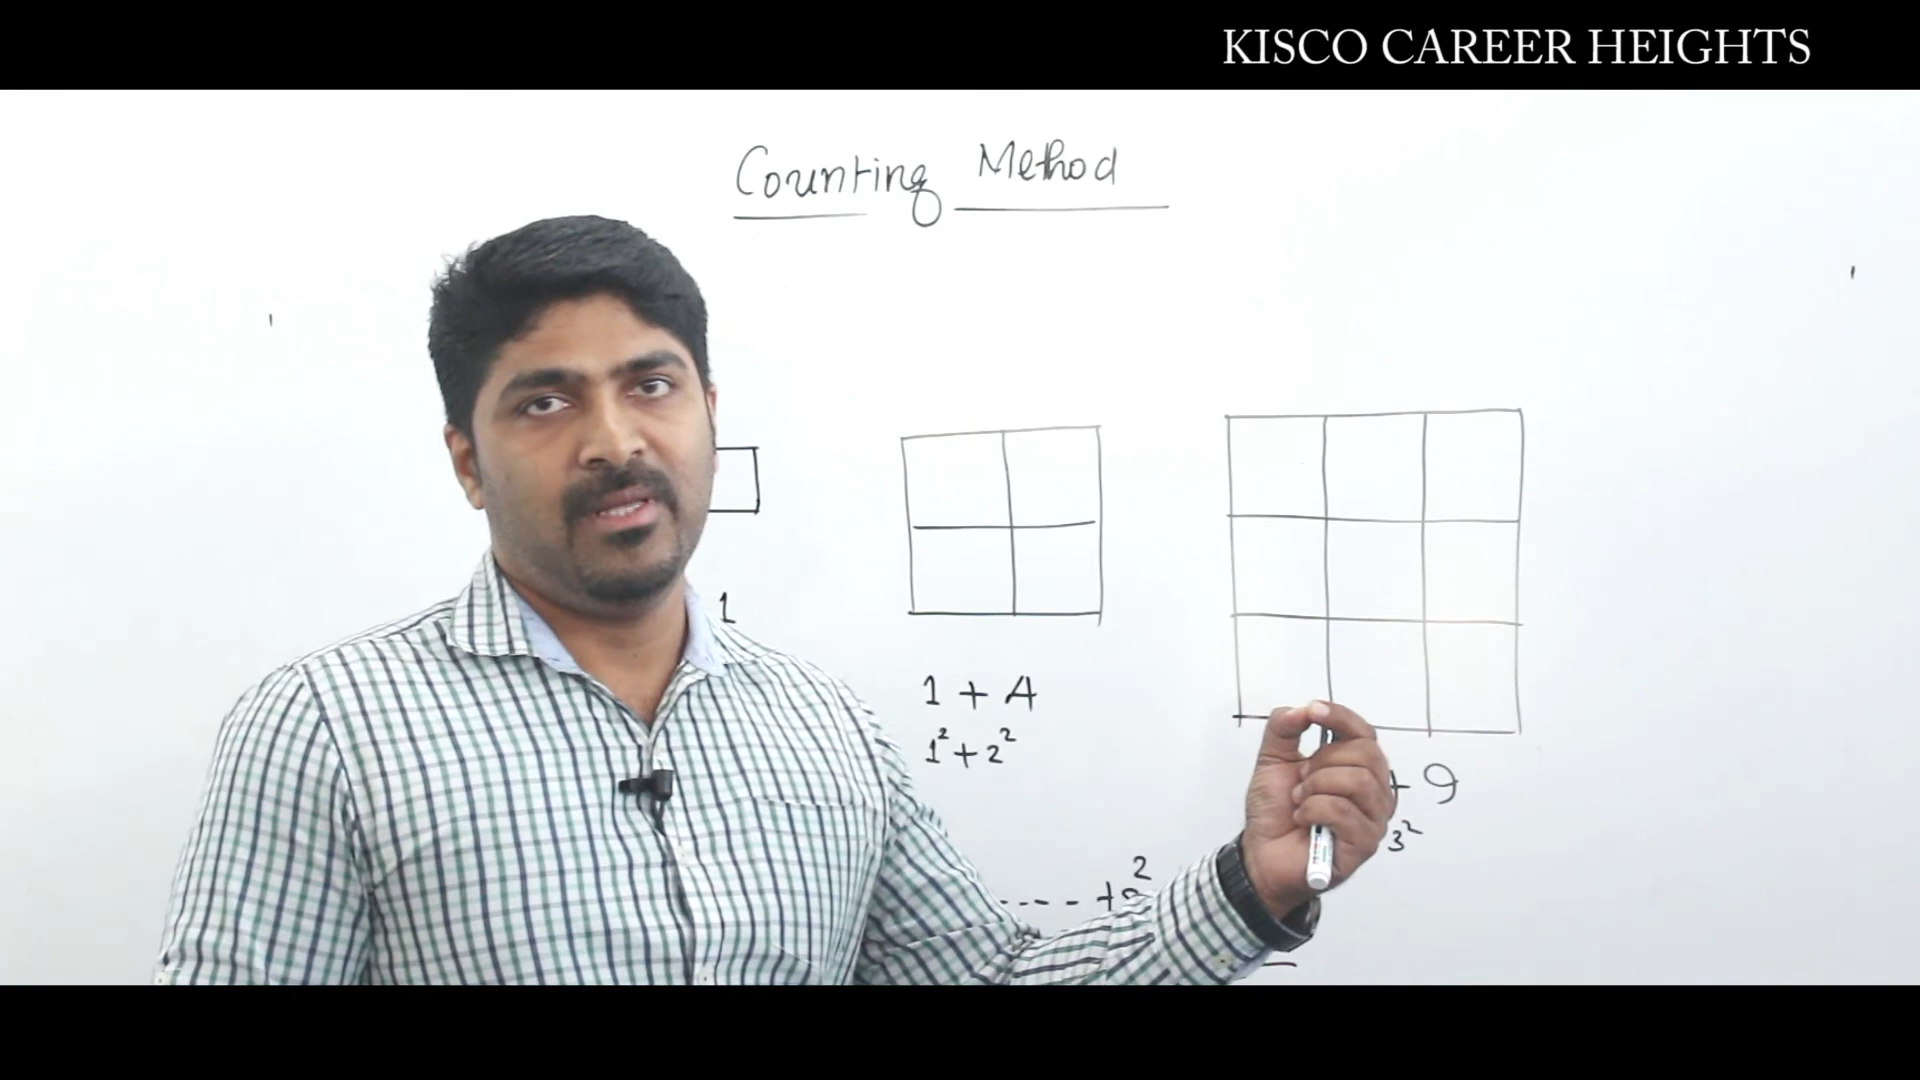 KISCO CAREER HEIGHTS
Counting Method
1
1 + 4
1² + 2²
+ 9
3²
---- +